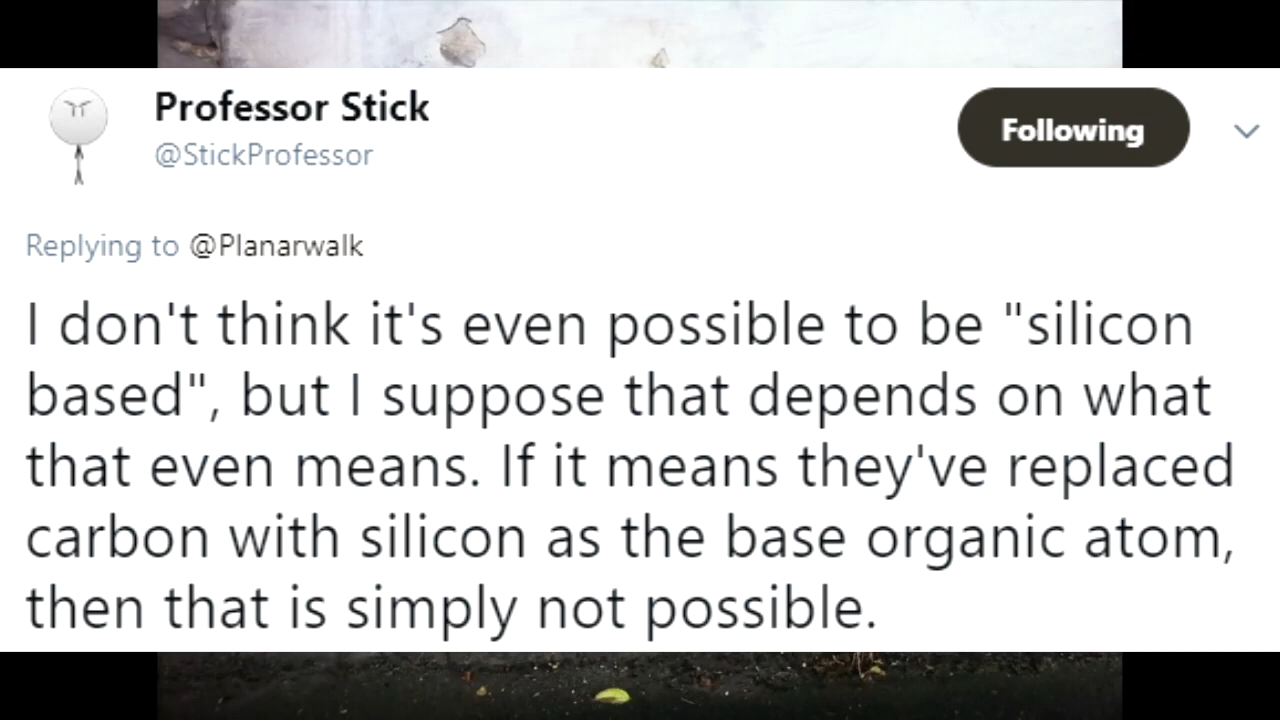 Professor Stick
@StickProfessor
Following
Replying to @Planarwalk
I don't think it's even possible to be "silicon
based", but I suppose that depends on what
that even means. If it means they've replaced
carbon with silicon as the base organic atom,
then that is simply not possible.